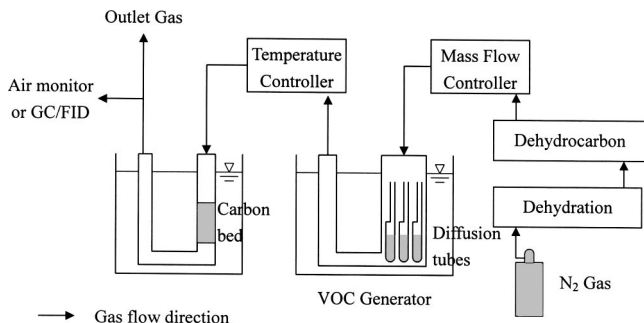 Outlet Gas
Air monitor
or GC/FID
Temperature
Controller
Mass Flow
Controller
Dehydrocarbon
Dehydration
Carbon
bed
Diffusion
tubes
N₂ Gas
VOC Generator
Gas flow direction